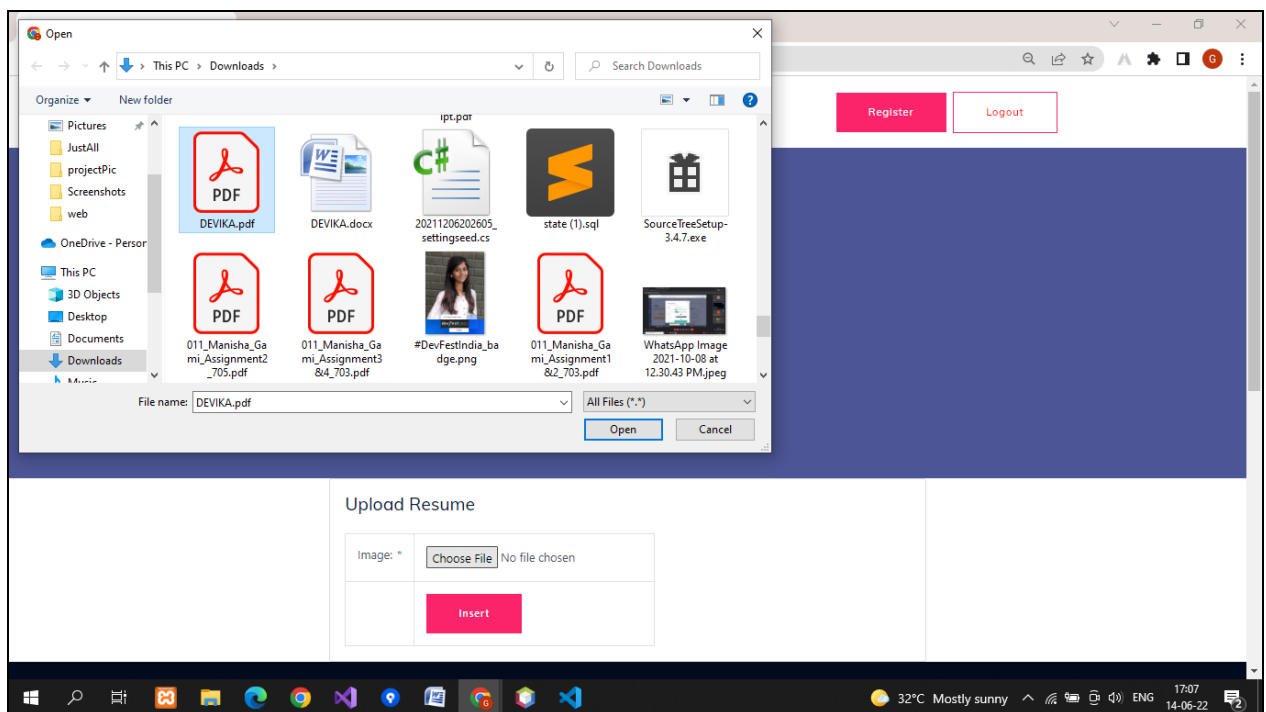 Open
This PC > Downloads >
Search Downloads
G
Organize
New folder
?
Register
Logout
Pictures
JustAll
projectPic
Screenshots
web
OneDrive - Person
This PC
3D Objects
Desktop
Documents
Downloads
Music
ipt.pdf
PDF
W
C#
DEVIKA.pdf
DEVIKA.docx
20211206202605_
settingseed.cs
state (1).sql
SourceTreeSetup-
3.4.7.exe
PDF
PDF
PDF
011_Manisha_Ga
mi_Assignment2
_705.pdf
011_Manisha_Ga
mi_Assignment3
&4_703.pdf
#DevFestIndia_ba
dge.png
011_Manisha_Ga
mi_Assignment1
&2_703.pdf
WhatsApp Image
2021-10-08 at
12.30.43 PM.jpeg
File name: DEVIKA.pdf
All Files (*.*)
Open
Cancel
Upload Resume
Image: *
Choose File No file chosen
Insert
32°C Mostly sunny
ENG
17:07
14-06-22
2